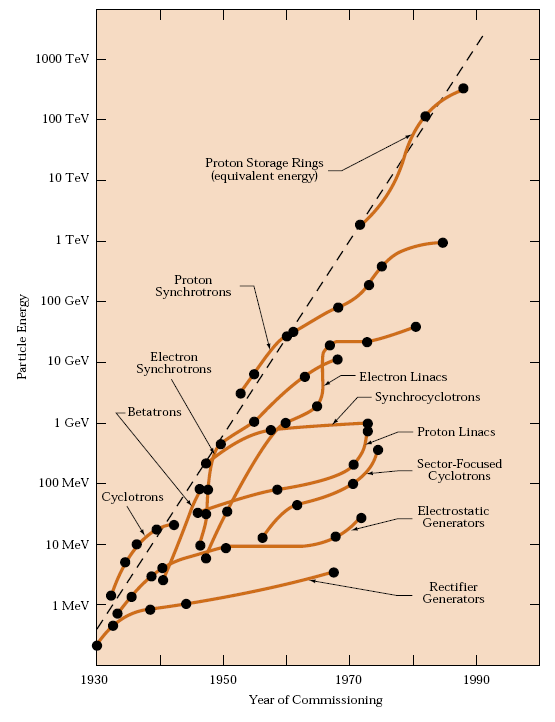 1000 TeV
100 TeV
10 TeV
1 TeV
100 GeV
10 GeV
1 GeV
100 MeV
10 MeV
1 MeV
Particle Energy
Proton Storage Rings
(equivalent energy)
Proton
Synchrotrons
Electron
Synchrotrons
Betatrons
Cyclotrons
Electron Linacs
Synchrocyclotrons
Proton Linacs
Sector-Focused
Cyclotrons
Electrostatic
Generators
Rectifier
Generators
1930
1950
1970
1990
Year of Commissioning